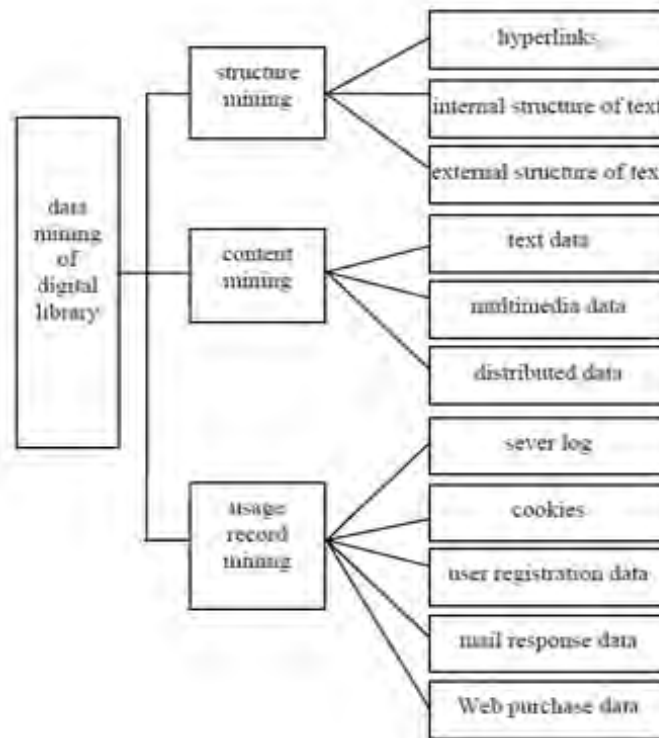 data
mining
of
digital
library
structure
mining
hyperlinks
internal structure of text
external structure of text
content
mining
text data
multimedia data
distributed data
usage
record
mining
sever log
cookies
user registration data
mail response data
Web purchase data